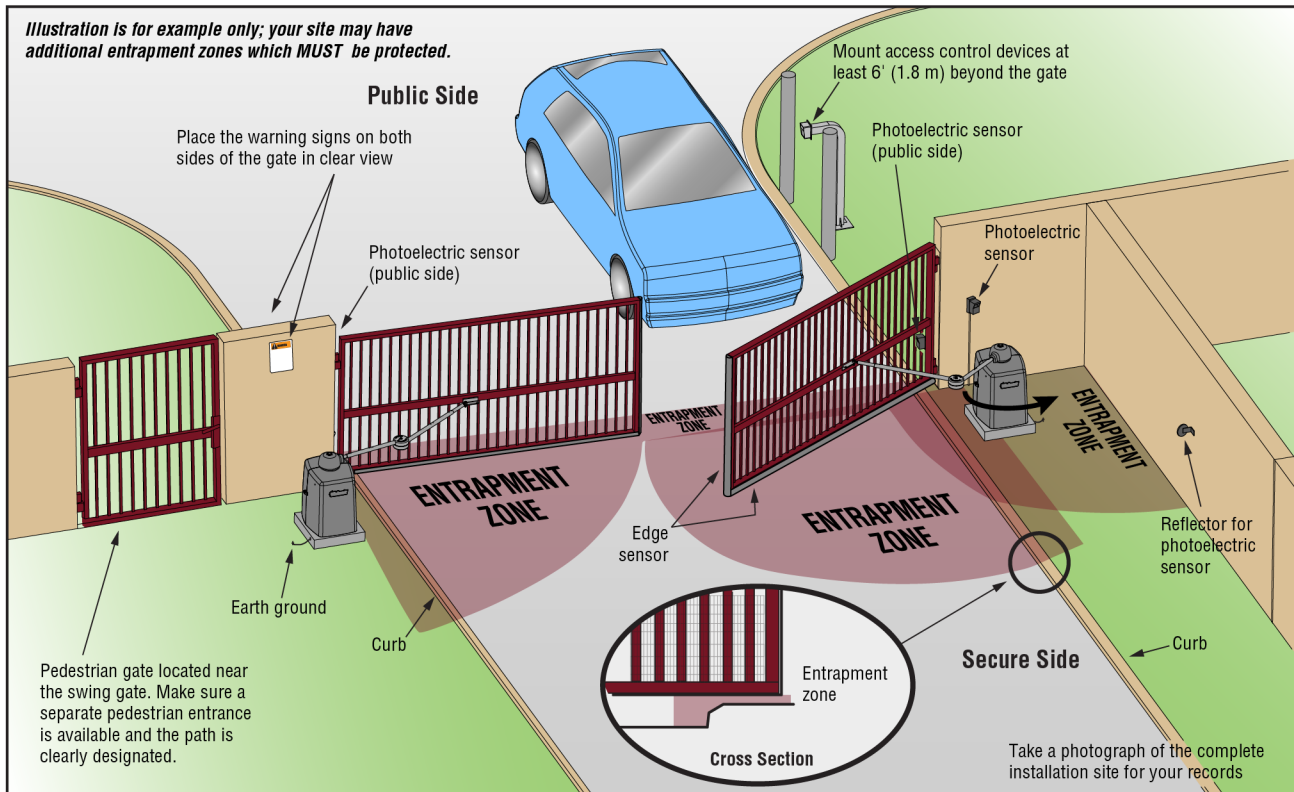 Illustration is for example only; your site may have
additional entrapment zones which MUST be protected.
Public Side
Place the warning signs on both
sides of the gate in clear view
Mount access control devices at
least 6' (1.8 m) beyond the gate
Photoelectric sensor
(public side)
Photoelectric sensor
(public side)
Photoelectric
sensor
ENTRAPMENT
ZONE
ENTRAPMENT
ZONE
ENTRAPMENT
ZONE
ENTRAPMENT
ZONE
Edge
sensor
Reflector for
photoelectric
sensor
Earth ground
Curb
Pedestrian gate located near
the swing gate. Make sure a
separate pedestrian entrance
is available and the path is
clearly designated.
Entrapment
zone
Cross Section
Secure Side
Curb
Take a photograph of the complete
installation site for your records